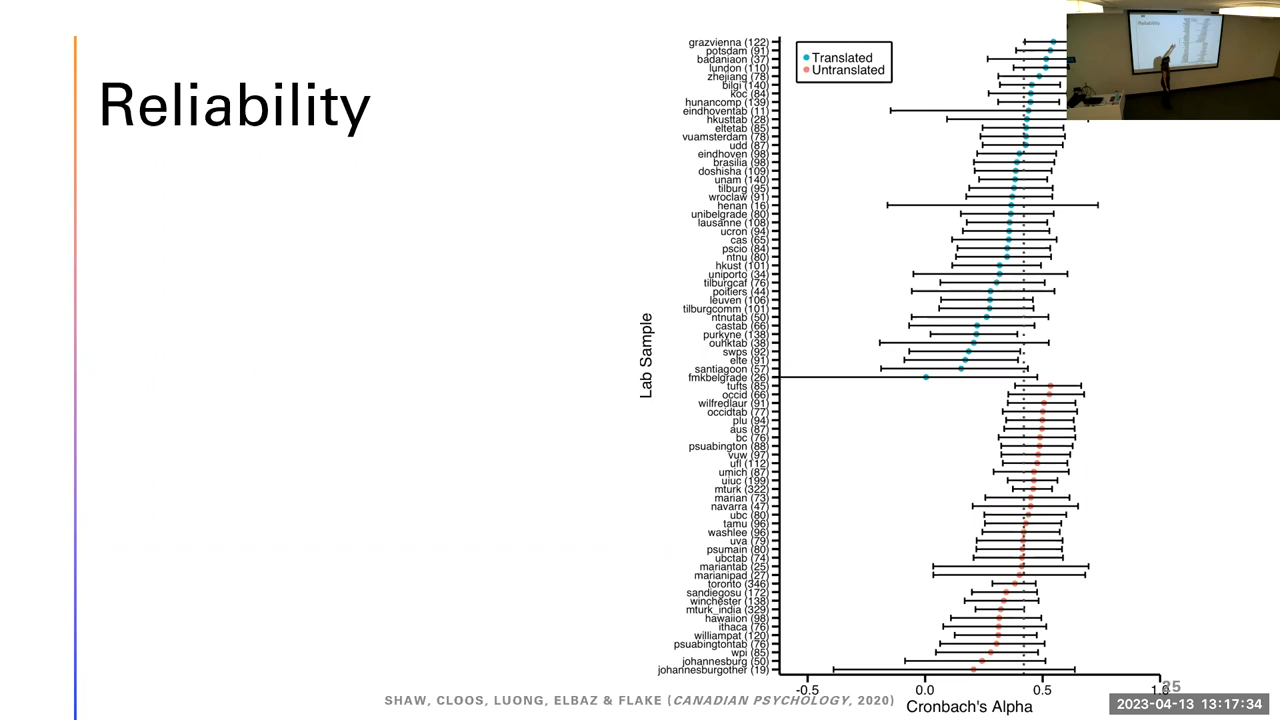 Reliability
Translated
Untranslated
Lab Sample
grazvienna (122)
potsdam (91)
badaniaon (37)
lundon (110)
zhejiang (78)
bilgi (140)
koc (84)
hunancomp (139)
eindhoventab (11)
hkusttab (28)
eltetab (85)
vuamsterdam (78)
udd (87)
eindhoven (98)
brasilia (98)
doshisha (109)
unam (140)
tilburg (95)
wroclaw (91)
henan (16)
unibelgrade (80)
lausanne (108)
ucron (94)
cas (65)
pscio (84)
ntnu (80)
hkust (101)
uniporto (34)
tilburgcaf (76)
poitiers (44)
leuven (106)
tilburgcomm (101)
ntnutab (50)
castab (66)
purkyne (138)
ouhktab (38)
swps (92)
elte (91)
santiagoon (57)
fmkbelgrade (26)
tufts (85)
occid (66)
wilfredlaur (91)
occidtab (77)
plu (94)
aus (87)
bc (76)
psuabington (88)
vuw (97)
ufl (112)
umich (87)
uiuc (199)
mturk (322)
marian (73)
navarra (47)
ubc (80)
tamu (96)
washlee (96)
uva (79)
psumain (80)
ubctab (74)
mariantab (25)
marianipad (27)
toronto (346)
sandiegosu (172)
winchester (138)
mturk_india (329)
hawaiion (98)
ithaca (76)
williampat (120)
psuabingtontab (76)
wpi (85)
johannesburg (50)
johannesburgother (19)
-0.5 0.0 0.5 1.0
Cronbach's Alpha
SHAW, CLOOS, LUONG, ELBAZ & FLAKE (CANADIAN PSYCHOLOGY, 2020)
2023-04-13 13:17:34